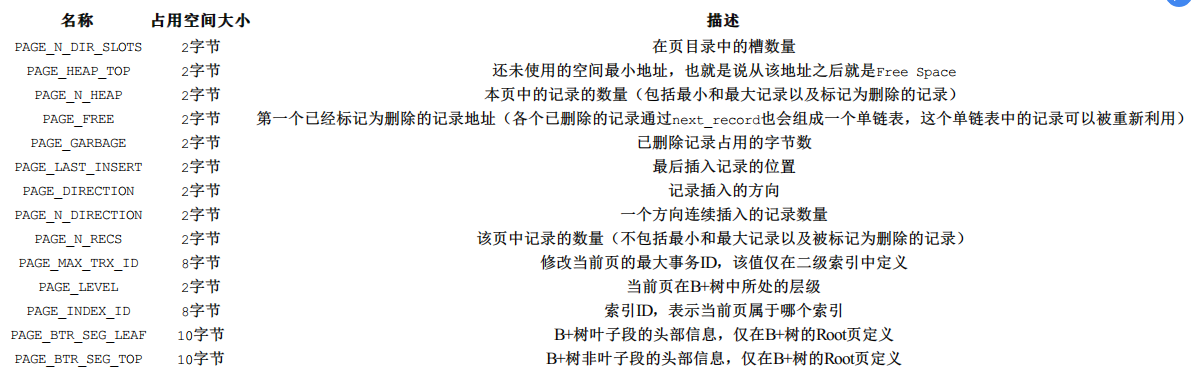 名称 占用空间大小 描述
PAGE_N_DIR_SLOTS 2字节 在页目录中的槽数量
PAGE_HEAP_TOP 2字节 还未使用的空间最小地址，也就是说从该地址之后就是Free Space
PAGE_N_HEAP 2字节 本页中的记录的数量（包括最小和最大记录以及标记为删除的记录）
PAGE_FREE 2字节 第一个已经标记为删除的记录地址（各个已删除的记录通过next_record也会组成一个单链表，这个单链表中的记录可以被重新利用）
PAGE_GARBAGE 2字节 已删除记录占用的字节数
PAGE_LAST_INSERT 2字节 最后插入记录的位置
PAGE_DIRECTION 2字节 记录插入的方向
PAGE_N_DIRECTION 2字节 一个方向连续插入的记录数量
PAGE_N_RECS 2字节 该页中记录的数量（不包括最小和最大记录以及被标记为删除的记录）
PAGE_MAX_TRX_ID 8字节 修改当前页的最大事务ID，该值仅在二级索引中定义
PAGE_LEVEL 2字节 当前页在B+树中所处的层级
PAGE_INDEX_ID 8字节 索引ID，表示当前页属于哪个索引
PAGE_BTR_SEG_LEAF 10字节 B+树叶子段的头部信息，仅在B+树的Root页定义
PAGE_BTR_SEG_TOP 10字节 B+树非叶子段的头部信息，仅在B+树的Root页定义